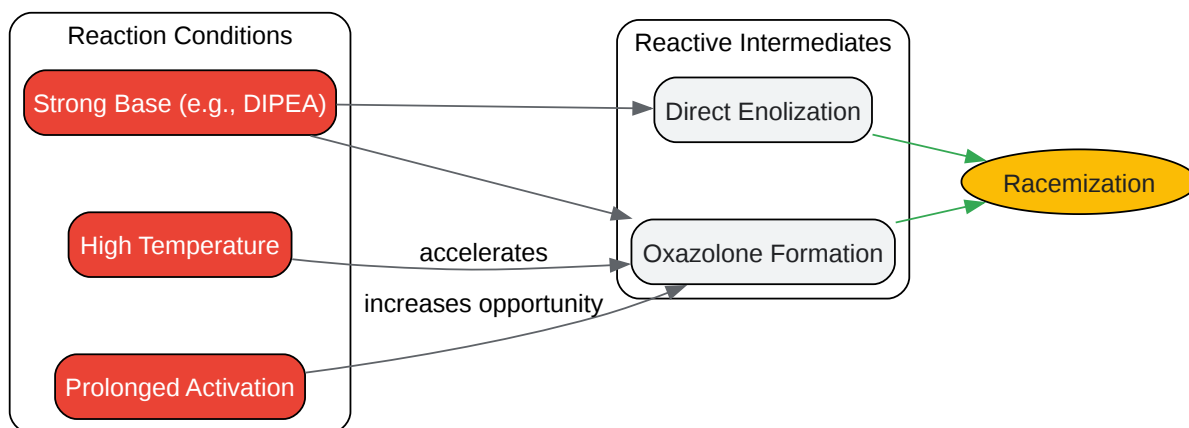 Reaction Conditions
Strong Base (e.g., DIPEA)
High Temperature
Prolonged Activation
accelerates
increases opportunity
Reactive Intermediates
Direct Enolization
Oxazolone Formation
Racemization